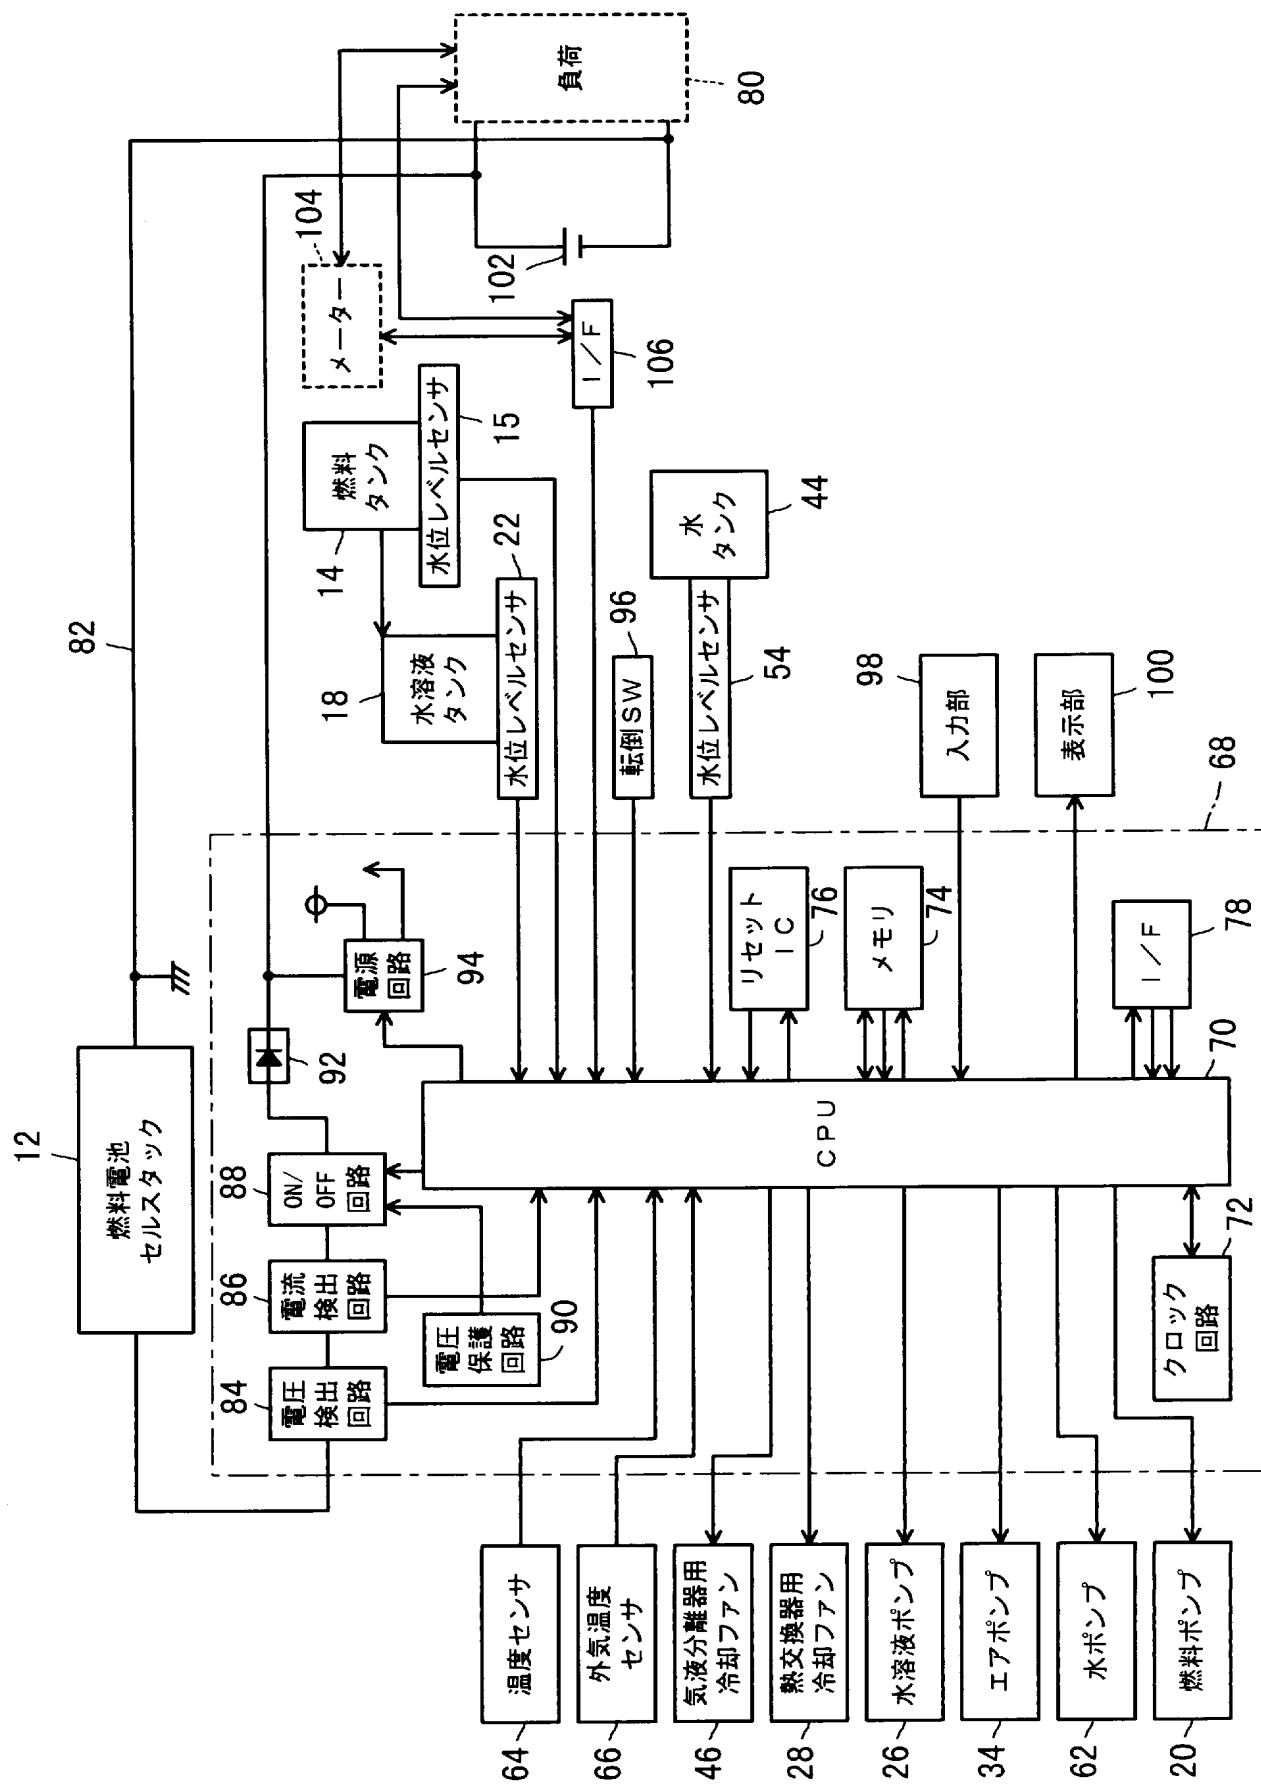 12
燃料電池
セルスタック
82
84
電圧
検出
回路
86
電流
検出
回路
88
ON/
OFF
回路
90
電圧
保護
回路
92
94
電源
回路
18
水溶液
タンク
水位レベルセンサ
22
14
燃料
タンク
水位レベルセンサ
15
メーター
104
102
負荷
80
I/F
106
転倒SW
96
水位レベルセンサ
54
水
タンク
44
入力部
98
表示部
100
68
リセット
IC
76
メモリ
74
I/F
78
CPU
70
クロック
回路
72
64
温度センサ
66
外気温度
センサ
46
気液分離器用
冷却ファン
28
熱交換器用
冷却ファン
26
水溶液ポンプ
34
エアポンプ
62
水ポンプ
20
燃料ポンプ